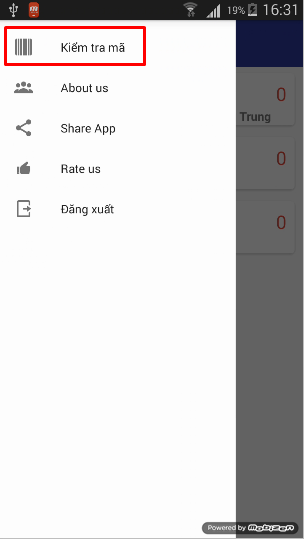 19% 16:31
Kiểm tra mã
About us
Share App
Rate us
Đăng xuất
0
Trung
0
0
Powered by Mobizen